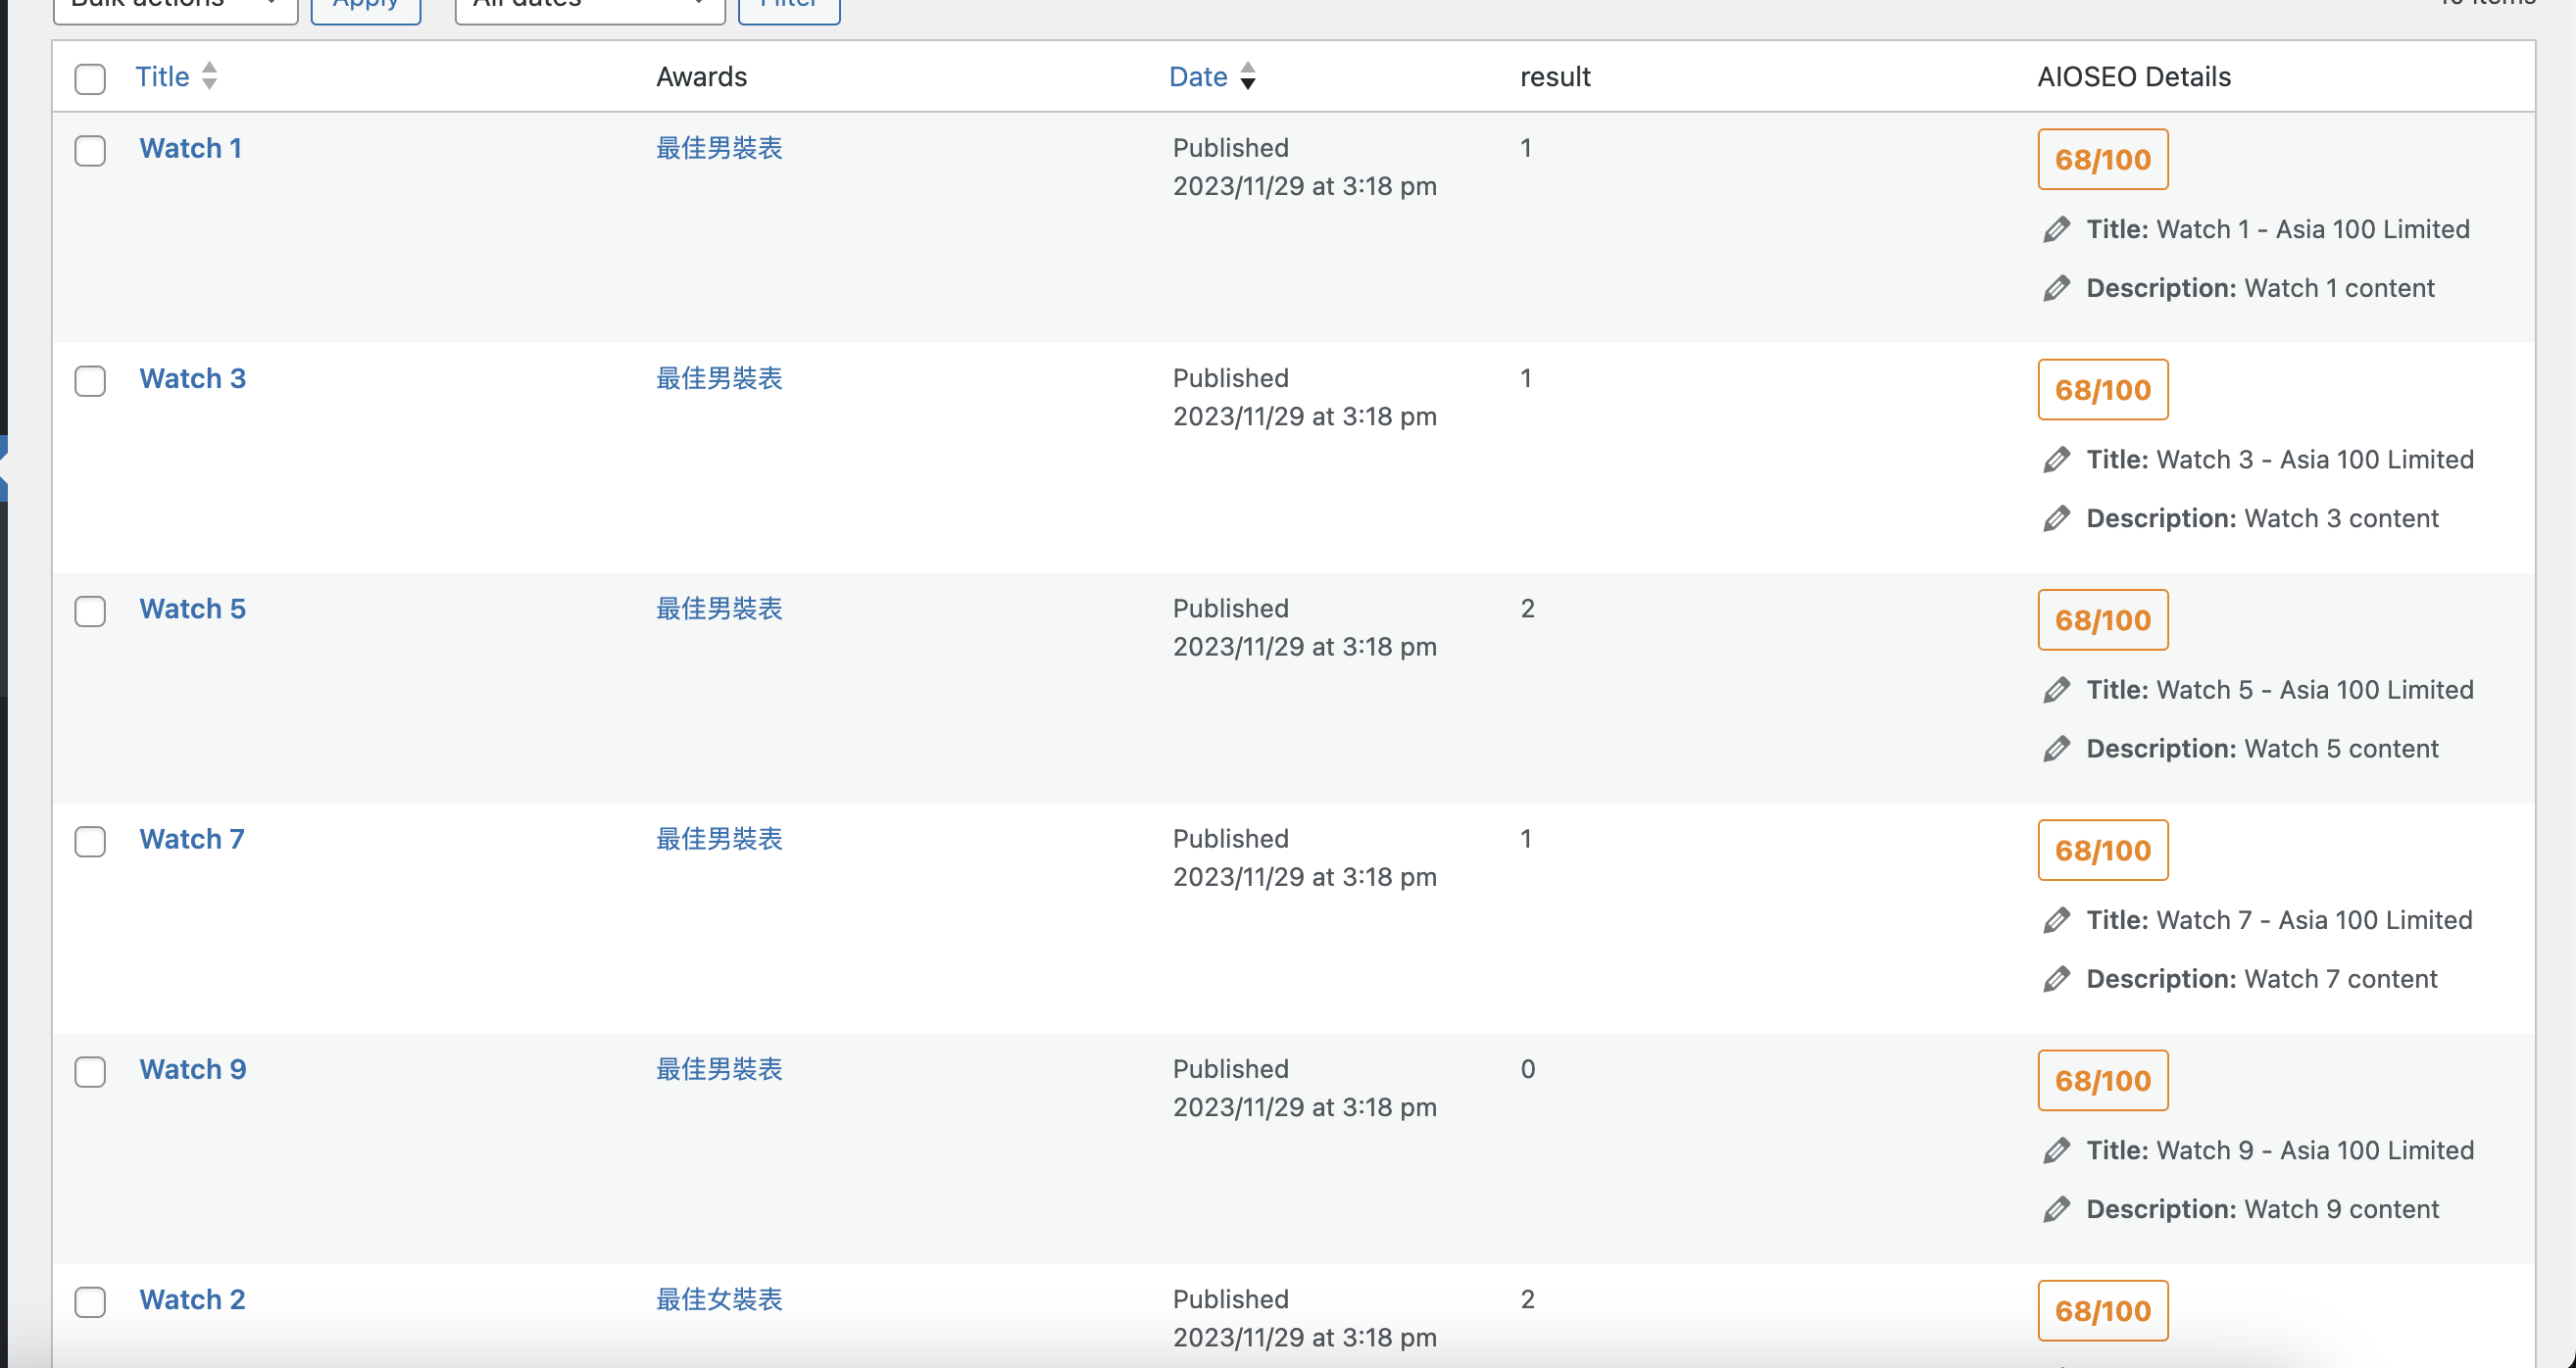 Bulk actions Apply All dates Filter items
Title Awards Date result AIOSEO Details
Watch 1 最佳男裝表 Published 1 68/100
2023/11/29 at 3:18 pm
Title: Watch 1 - Asia 100 Limited
Description: Watch 1 content
Watch 3 最佳男裝表 Published 1 68/100
2023/11/29 at 3:18 pm
Title: Watch 3 - Asia 100 Limited
Description: Watch 3 content
Watch 5 最佳男裝表 Published 2 68/100
2023/11/29 at 3:18 pm
Title: Watch 5 - Asia 100 Limited
Description: Watch 5 content
Watch 7 最佳男裝表 Published 1 68/100
2023/11/29 at 3:18 pm
Title: Watch 7 - Asia 100 Limited
Description: Watch 7 content
Watch 9 最佳男裝表 Published 0 68/100
2023/11/29 at 3:18 pm
Title: Watch 9 - Asia 100 Limited
Description: Watch 9 content
Watch 2 最佳女裝表 Published 2 68/100
2023/11/29 at 3:18 pm